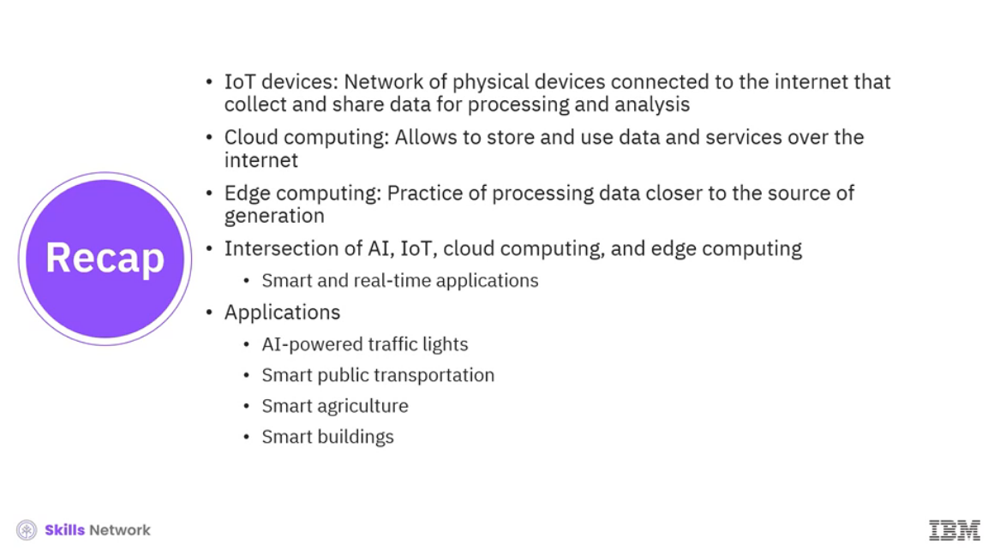 • IoT devices: Network of physical devices connected to the internet that
collect and share data for processing and analysis
• Cloud computing: Allows to store and use data and services over the
internet
• Edge computing: Practice of processing data closer to the source of
generation
Recap
• Intersection of AI, IoT, cloud computing, and edge computing
• Smart and real-time applications
• Applications
• AI-powered traffic lights
• Smart public transportation
• Smart agriculture
• Smart buildings
Skills Network
IBM